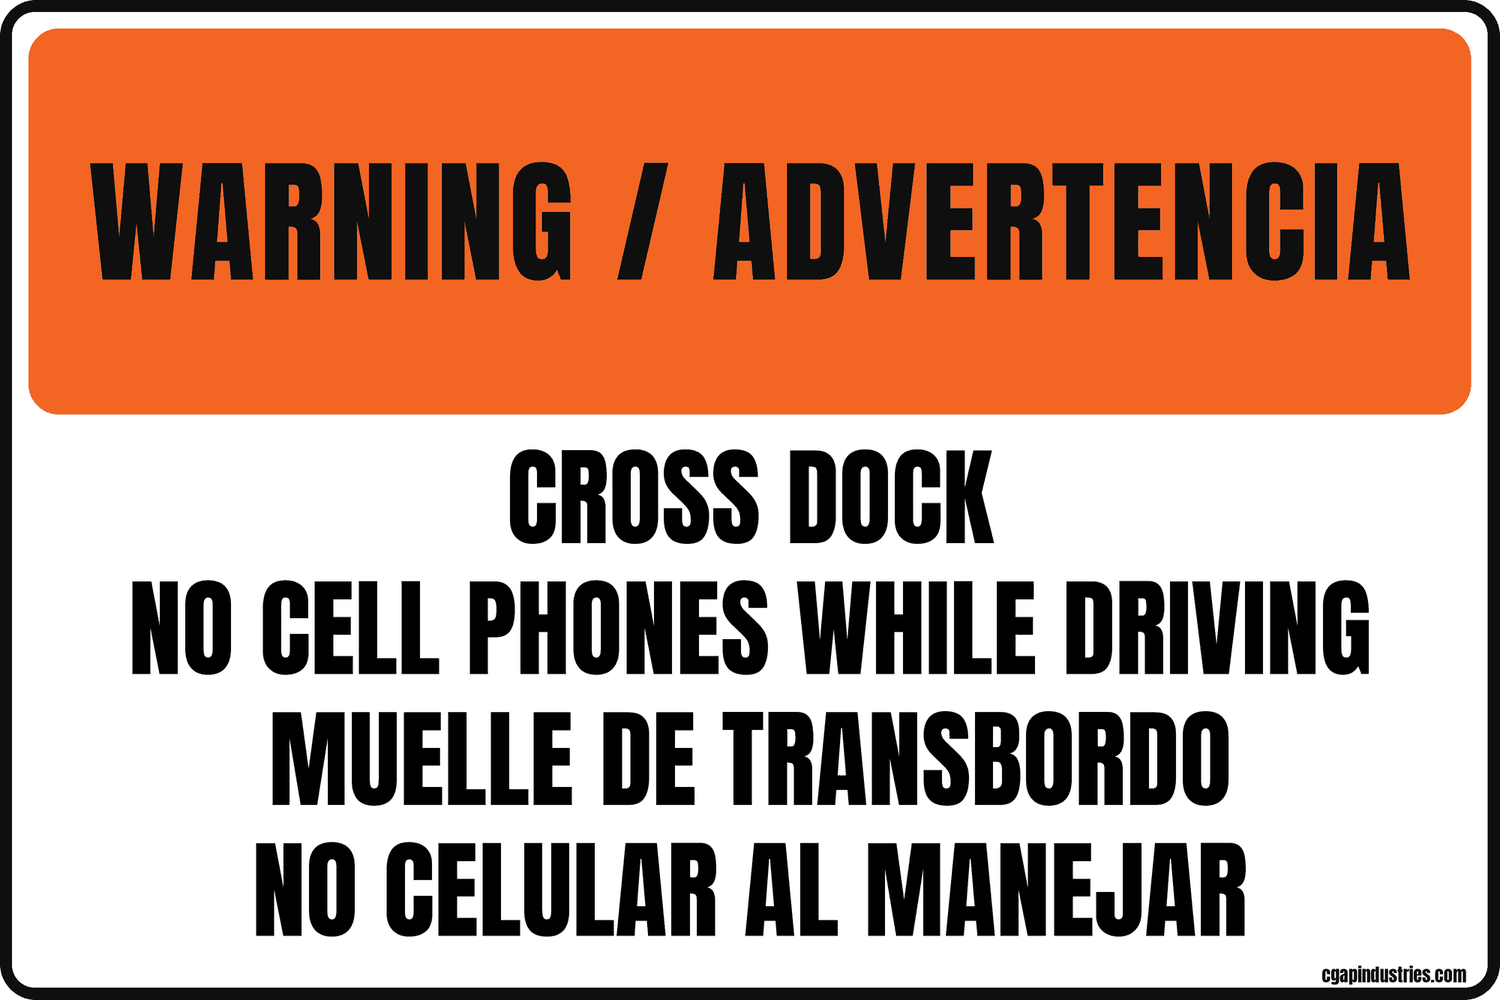 WARNING / ADVERTENCIA
CROSS DOCK
NO CELL PHONES WHILE DRIVING
MUELLE DE TRANSBORDO
NO CELULAR AL MANEJAR
cgapindustries.com